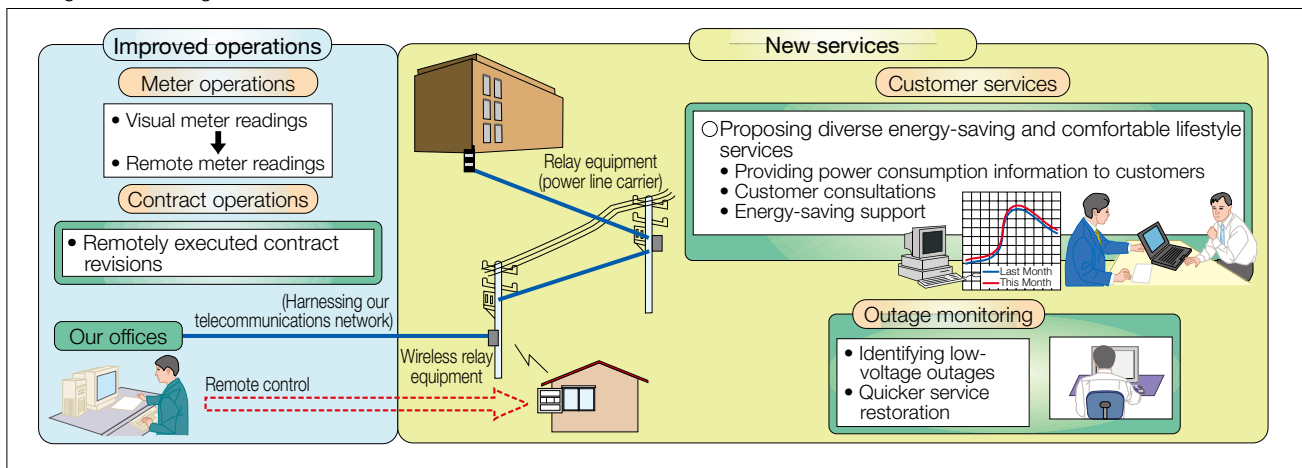 Improved operations
Meter operations
• Visual meter readings
• Remote meter readings
Contract operations
• Remotely executed contract
revisions
(Harnessing our
telecommunications network)
Our offices
Remote control
New services
Relay equipment
(power line carrier)
Wireless relay
equipment
Customer services
○Proposing diverse energy-saving and comfortable lifestyle
services
• Providing power consumption information to customers
• Customer consultations
• Energy-saving support
Last Month
This Month
Outage monitoring
• Identifying low-
voltage outages
• Quicker service
restoration